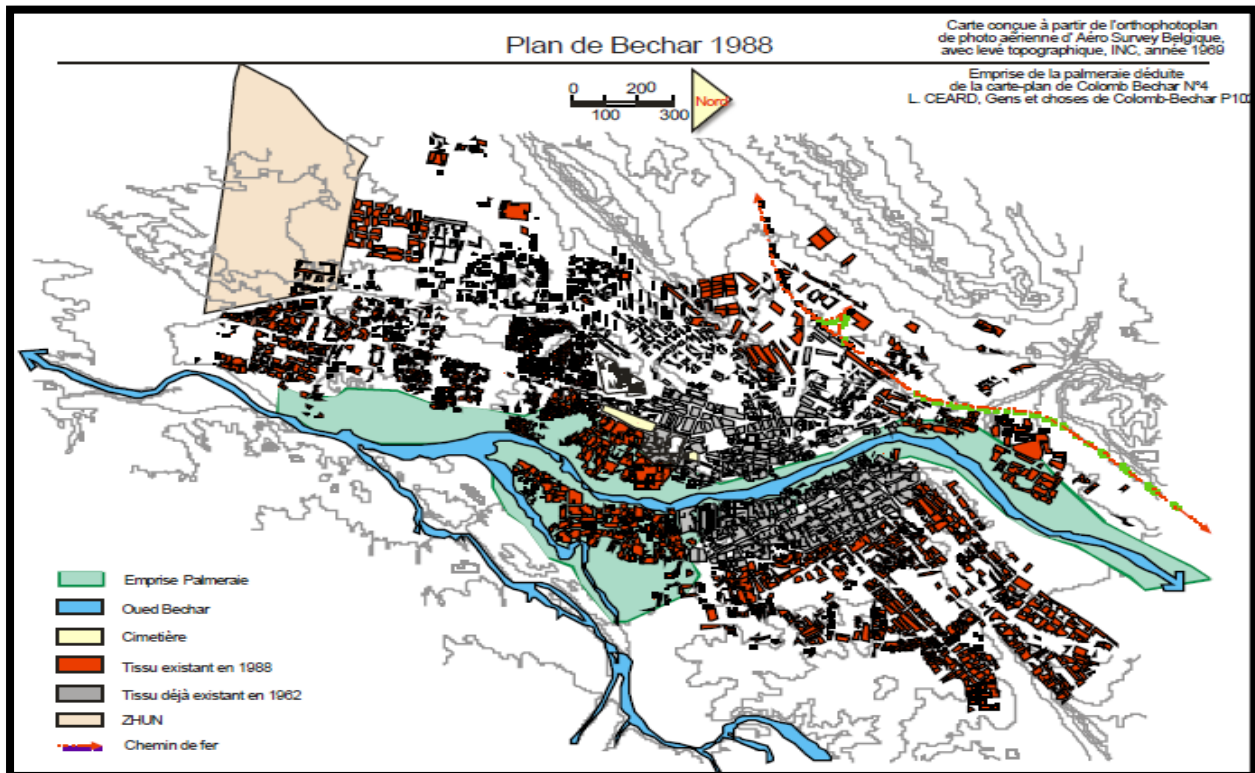 Plan de Bechar 1988
Carte conçue à partir de l'orthophotoplan
de photo aérienne d' Aéro Survey Belgique,
avec levé topographique, INC, année 1969
Emprise de la palmeraie déduite
de la carte-plan de Colomb Bechar N°4
L. CEARD, Gens et choses de Colomb-Bechar
0 200
100 300
Nord
Emprise Palmeraie
Oued Bechar
Cimetière
Tissu existant en 1988
Tissu déjà existant en 1962
ZHUN
Chemin de fer